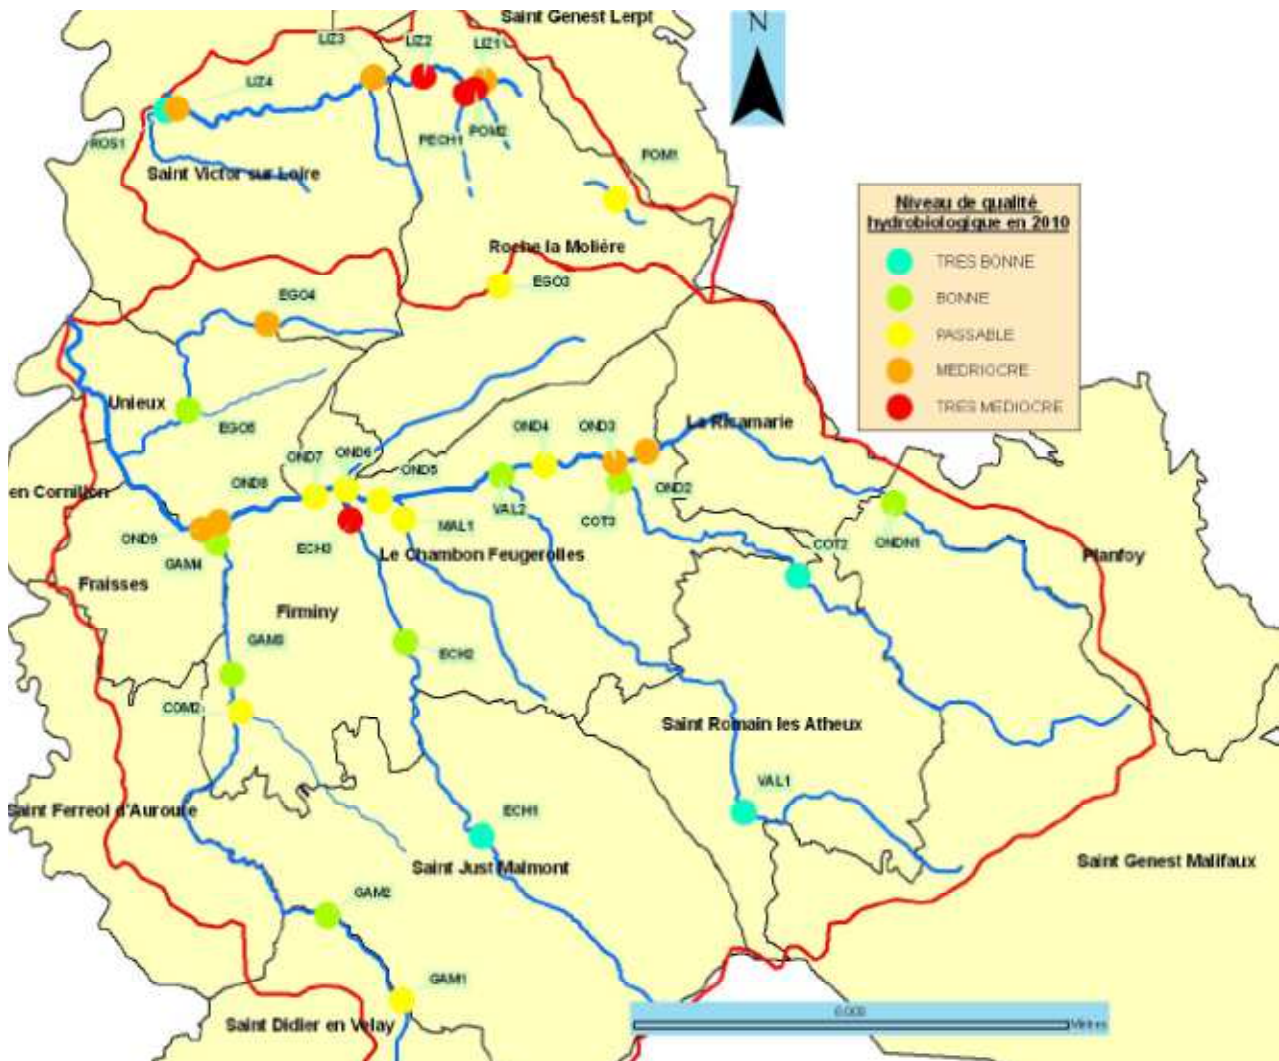 Saint Genest Lerpt
N
LIZ3
LIZ2
LIZ1
LIZ4
ROS1
PECH1
POM2
POM1
Saint Victor sur Loire
Niveau de qualité
hydrobiologique en 2010
TRES BONNE
BONNE
PASSABLE
MEDRIOCRE
TRES MEDIOCRE
Roche la Molière
EGO3
EGO4
Unieux
EGO5
La Ricamarie
OND4
OND3
OND7
OND6
OND5
OND8
OND2
en Cornillon
VAL2
COT3
MAL1
OND9
ECH3
Le Chambon Feugerolles
COT2
ONDN1
Planfoy
GAM4
Fraisses
Firminy
GAM3
ECH2
COM2
Saint Romain les Atheux
VAL1
Saint Ferreol d'Auroure
ECH1
Saint Just Malmont
Saint Genest Malifaux
GAM2
GAM1
Saint Didier en Velay
6 000
Mètres